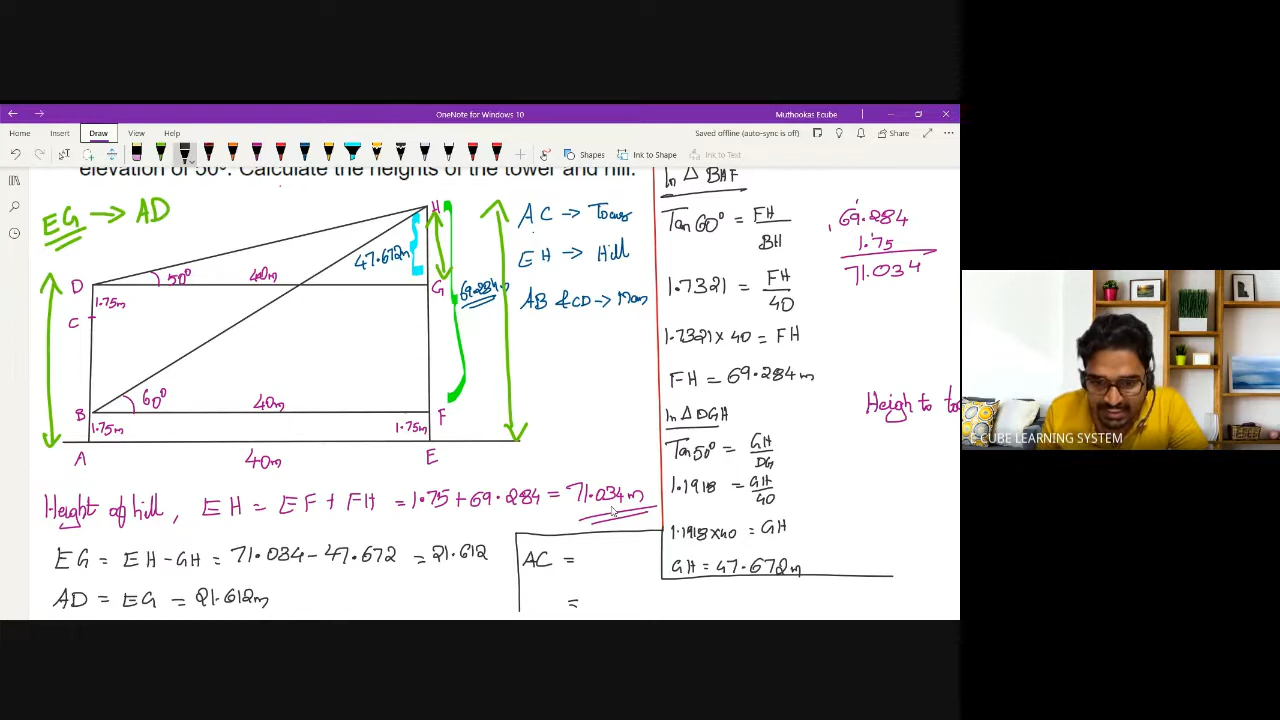 OneNote for Windows 10
Muthookas Ecube
Home Insert Draw View Help
Saved offline (auto-sync is off)
Share
Shapes
Ink to Shape
Ink to Text
elevation of 50°. Calculate the heights of the tower and hill.
EG → AD
H
47.672m
D
50°
40m
G
69.284m
1.75m
C
B
60°
40m
F
1.75m
1.75m
A
40m
E
AC → Tower
EH → Hill
AB & CD → Man
Height of hill, EH = EF + FH = 1.75 + 69.284 = 71.034m
EG = EH - GH = 71.034 - 47.672 = 21.612
AD = EG = 21.612m
AC =
=
In △ BHF
Tan 60° = FH/BH
1.7321 = FH/40
1.7321 × 40 = FH
FH = 69.284m
In △ DGH
Tan 50° = GH/DG
1.1918 = GH/40
1.1918 × 40 = GH
GH = 47.672m
69.284
1.75
71.034
Heigh to
E CUBE LEARNING SYSTEM